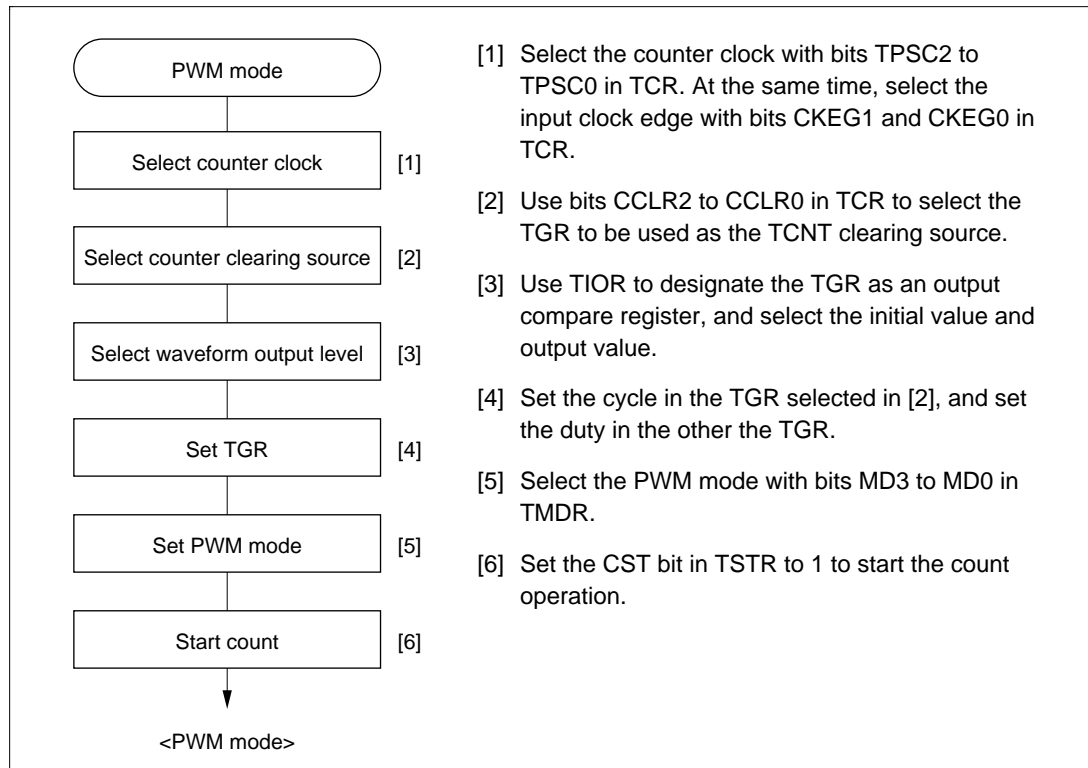 PWM mode
Select counter clock [1]
Select counter clearing source [2]
Select waveform output level [3]
Set TGR [4]
Set PWM mode [5]
Start count [6]
<PWM mode>
[1] Select the counter clock with bits TPSC2 to
TPSC0 in TCR. At the same time, select the
input clock edge with bits CKEG1 and CKEG0 in
TCR.
[2] Use bits CCLR2 to CCLR0 in TCR to select the
TGR to be used as the TCNT clearing source.
[3] Use TIOR to designate the TGR as an output
compare register, and select the initial value and
output value.
[4] Set the cycle in the TGR selected in [2], and set
the duty in the other the TGR.
[5] Select the PWM mode with bits MD3 to MD0 in
TMDR.
[6] Set the CST bit in TSTR to 1 to start the count
operation.